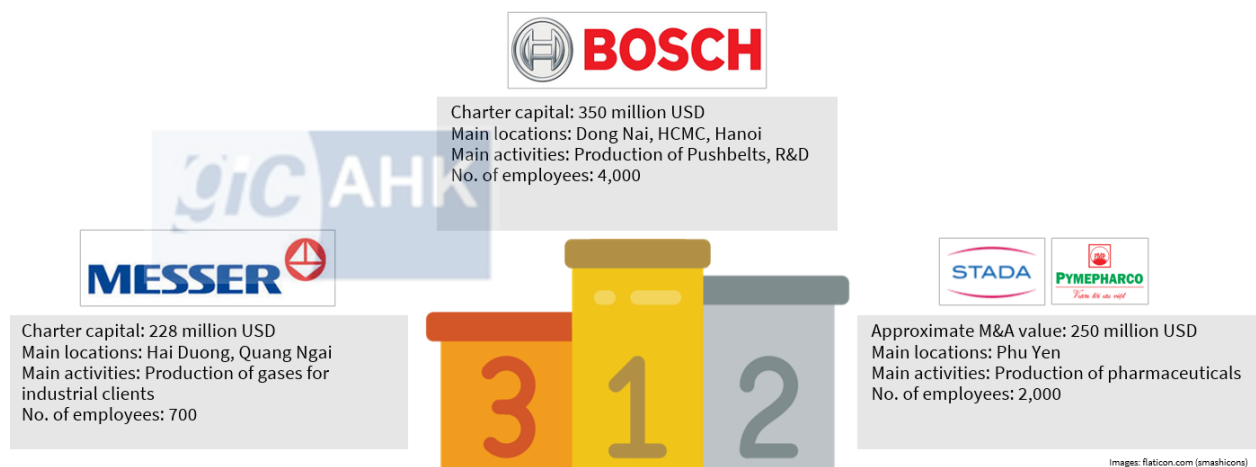 BOSCH
Charter capital: 350 million USD
Main locations: Dong Nai, HCMC, Hanoi
Main activities: Production of Pushbelts, R&D
No. of employees: 4,000
gic AHK
MESSER
Charter capital: 228 million USD
Main locations: Hai Duong, Quang Ngai
Main activities: Production of gases for
industrial clients
No. of employees: 700
3 1 2
STADA
PYMEPHARCO
Vươn tới ưu việt
Approximate M&A value: 250 million USD
Main locations: Phu Yen
Main activities: Production of pharmaceuticals
No. of employees: 2,000
Images: flaticon.com (smashicons)